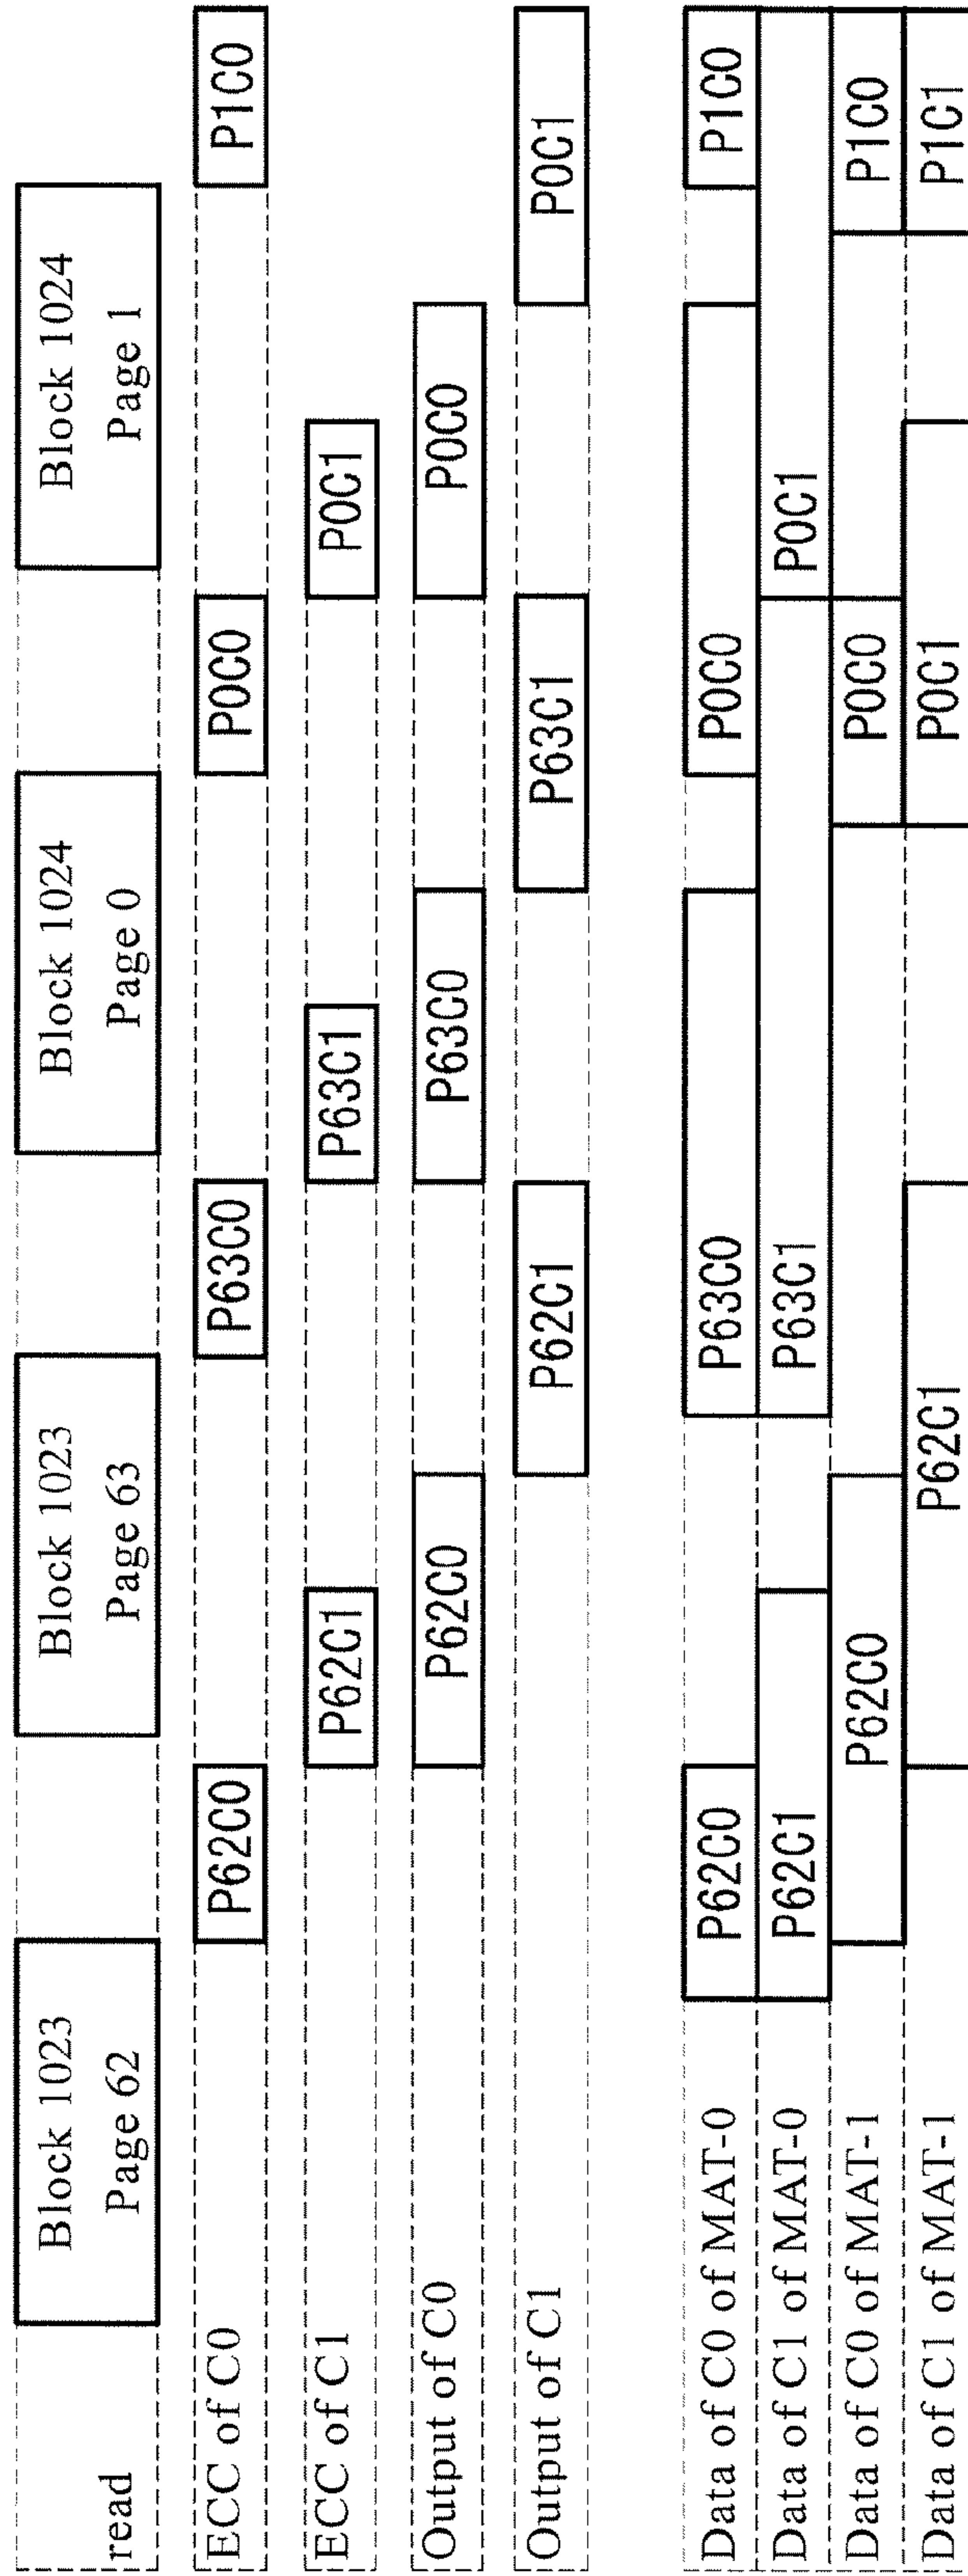 read
Block 1023
Page 62
Block 1023
Page 63
Block 1024
Page 0
Block 1024
Page 1
ECC of C0
P62C0
P63C0
P0C0
P1C0
ECC of C1
P62C1
P63C1
P0C1
Output of C0
P62C0
P63C0
P0C0
Output of C1
P62C1
P63C1
P0C1
Data of C0 of MAT-0
P62C0
P63C0
P0C0
P1C0
Data of C1 of MAT-0
P62C1
P63C1
P0C1
Data of C0 of MAT-1
P62C0
P0C0
P1C0
Data of C1 of MAT-1
P62C1
P0C1
P1C1